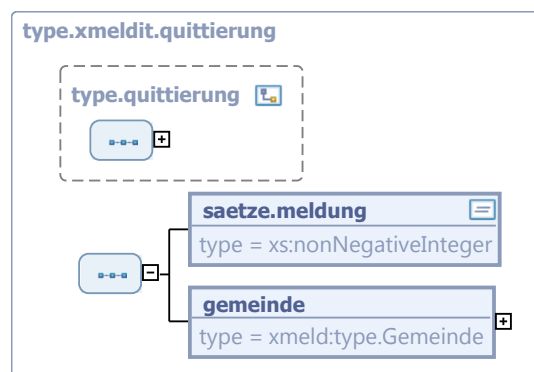 type.xmeldit.quittierung
type.quittierung
saetze.meldung
type = xs:nonNegativeInteger
gemeinde
type = xmeld:type.Gemeinde